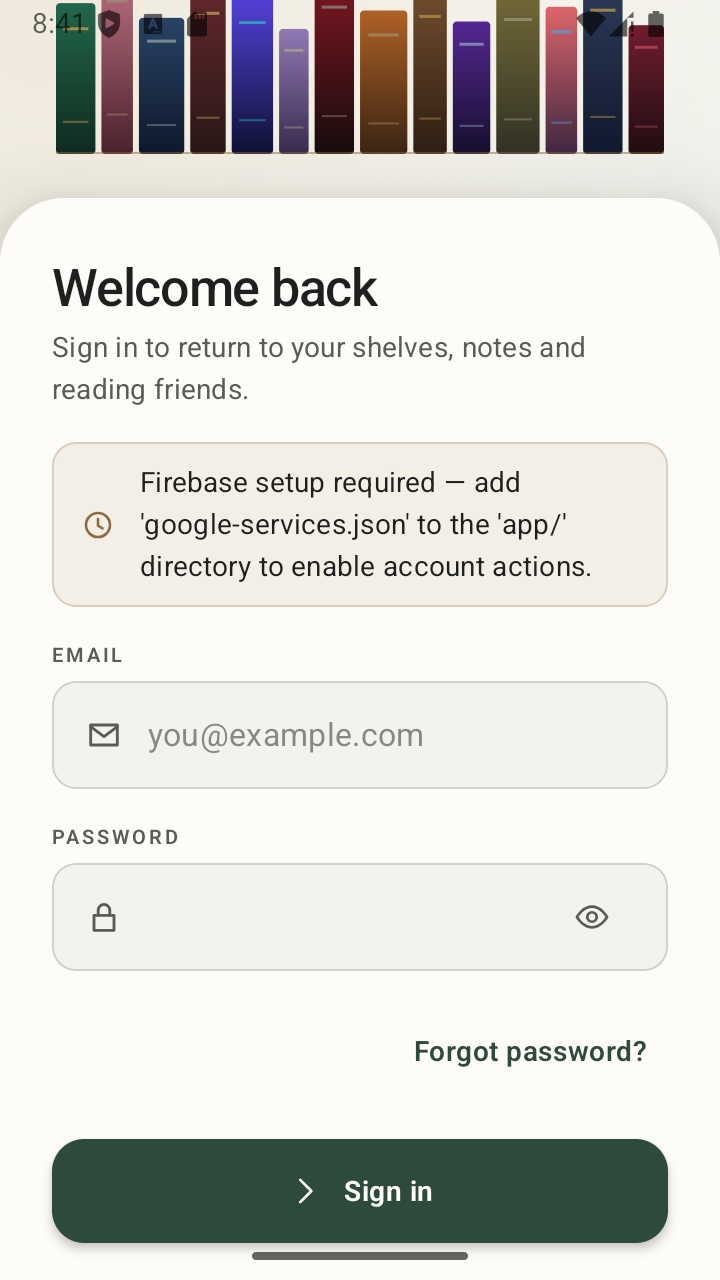 8:41
Welcome back
Sign in to return to your shelves, notes and
reading friends.
Firebase setup required — add
'google-services.json' to the 'app/'
directory to enable account actions.
EMAIL
you@example.com
PASSWORD
Forgot password?
Sign in